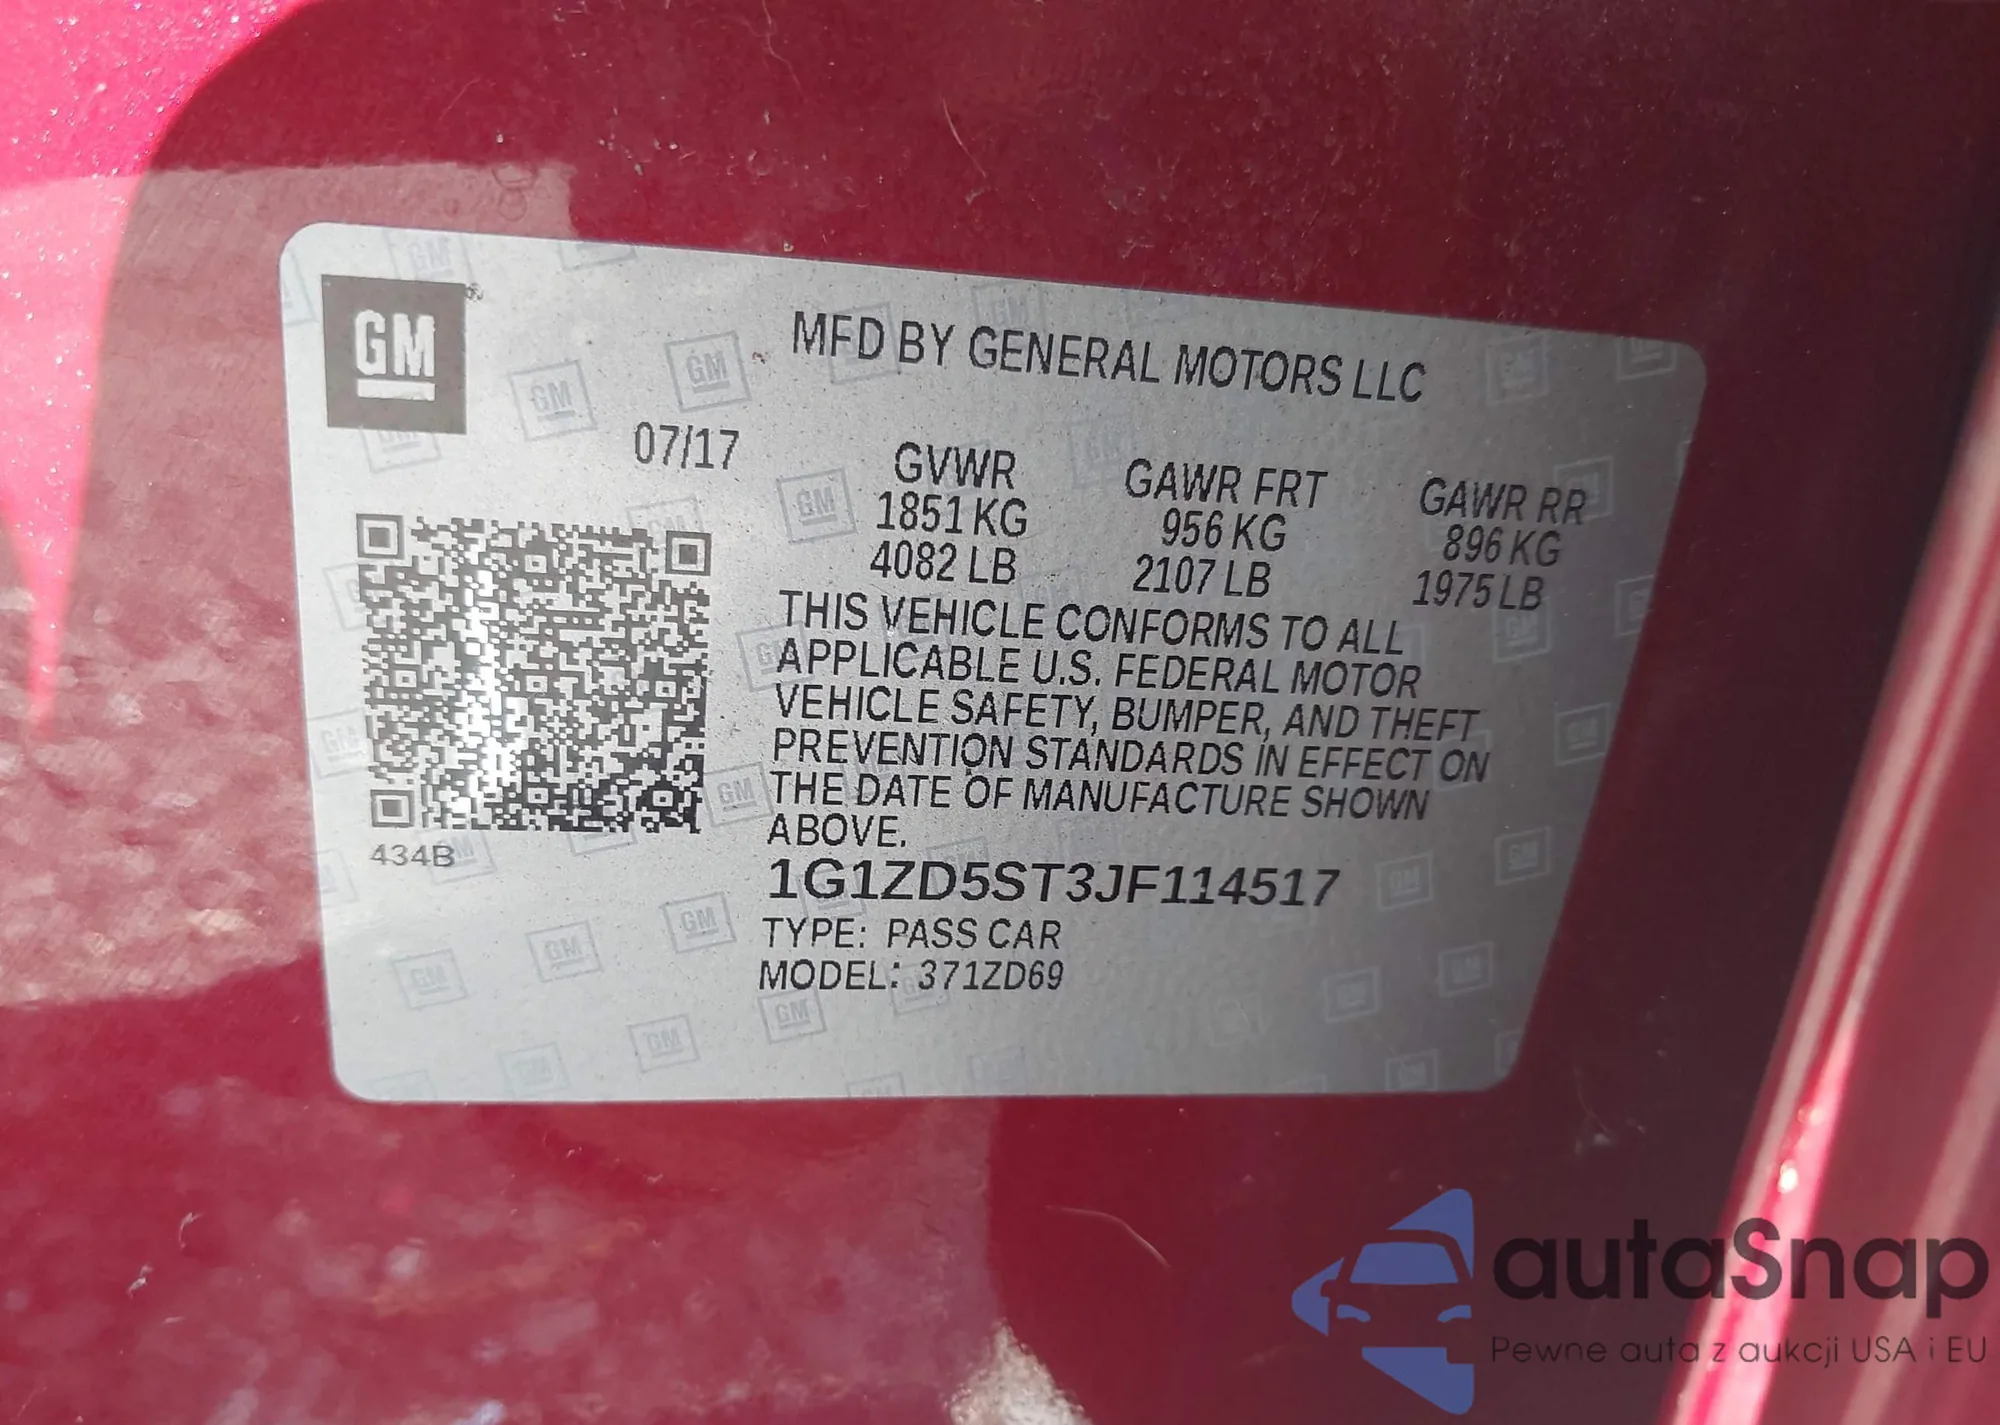 GM
MFD BY GENERAL MOTORS LLC
07/17
GVWR GAWR FRT GAWR RR
1851 KG 956 KG 896 KG
4082 LB 2107 LB 1975 LB
THIS VEHICLE CONFORMS TO ALL
APPLICABLE U.S. FEDERAL MOTOR
VEHICLE SAFETY, BUMPER, AND THEFT
PREVENTION STANDARDS IN EFFECT ON
THE DATE OF MANUFACTURE SHOWN
ABOVE.
434B
1G1ZD5ST3JF114517
TYPE: PASS CAR
MODEL: 371ZD69
autaSnap
Pewne auta z aukcji USA i EU